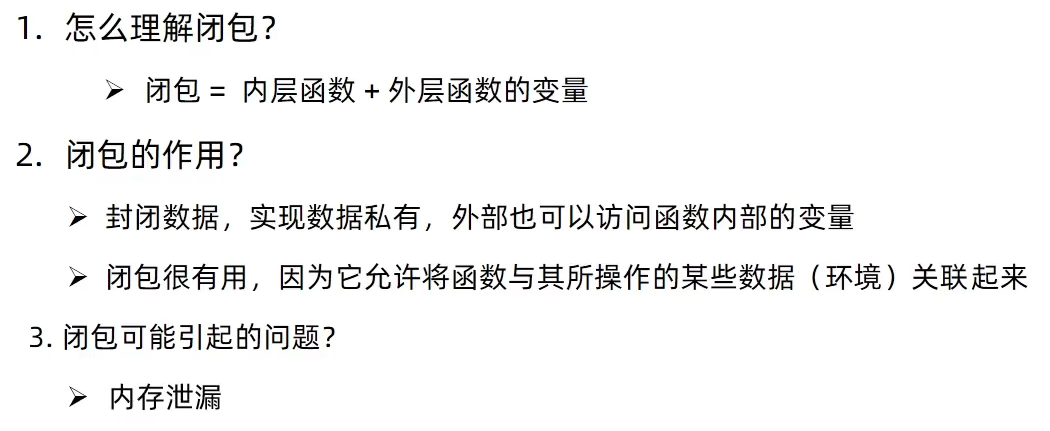 1. 怎么理解闭包？
➢ 闭包 = 内层函数 + 外层函数的变量
2. 闭包的作用？
➢ 封闭数据，实现数据私有，外部也可以访问函数内部的变量
➢ 闭包很有用，因为它允许将函数与其所操作的某些数据（环境）关联起来
3. 闭包可能引起的问题？
➢ 内存泄漏